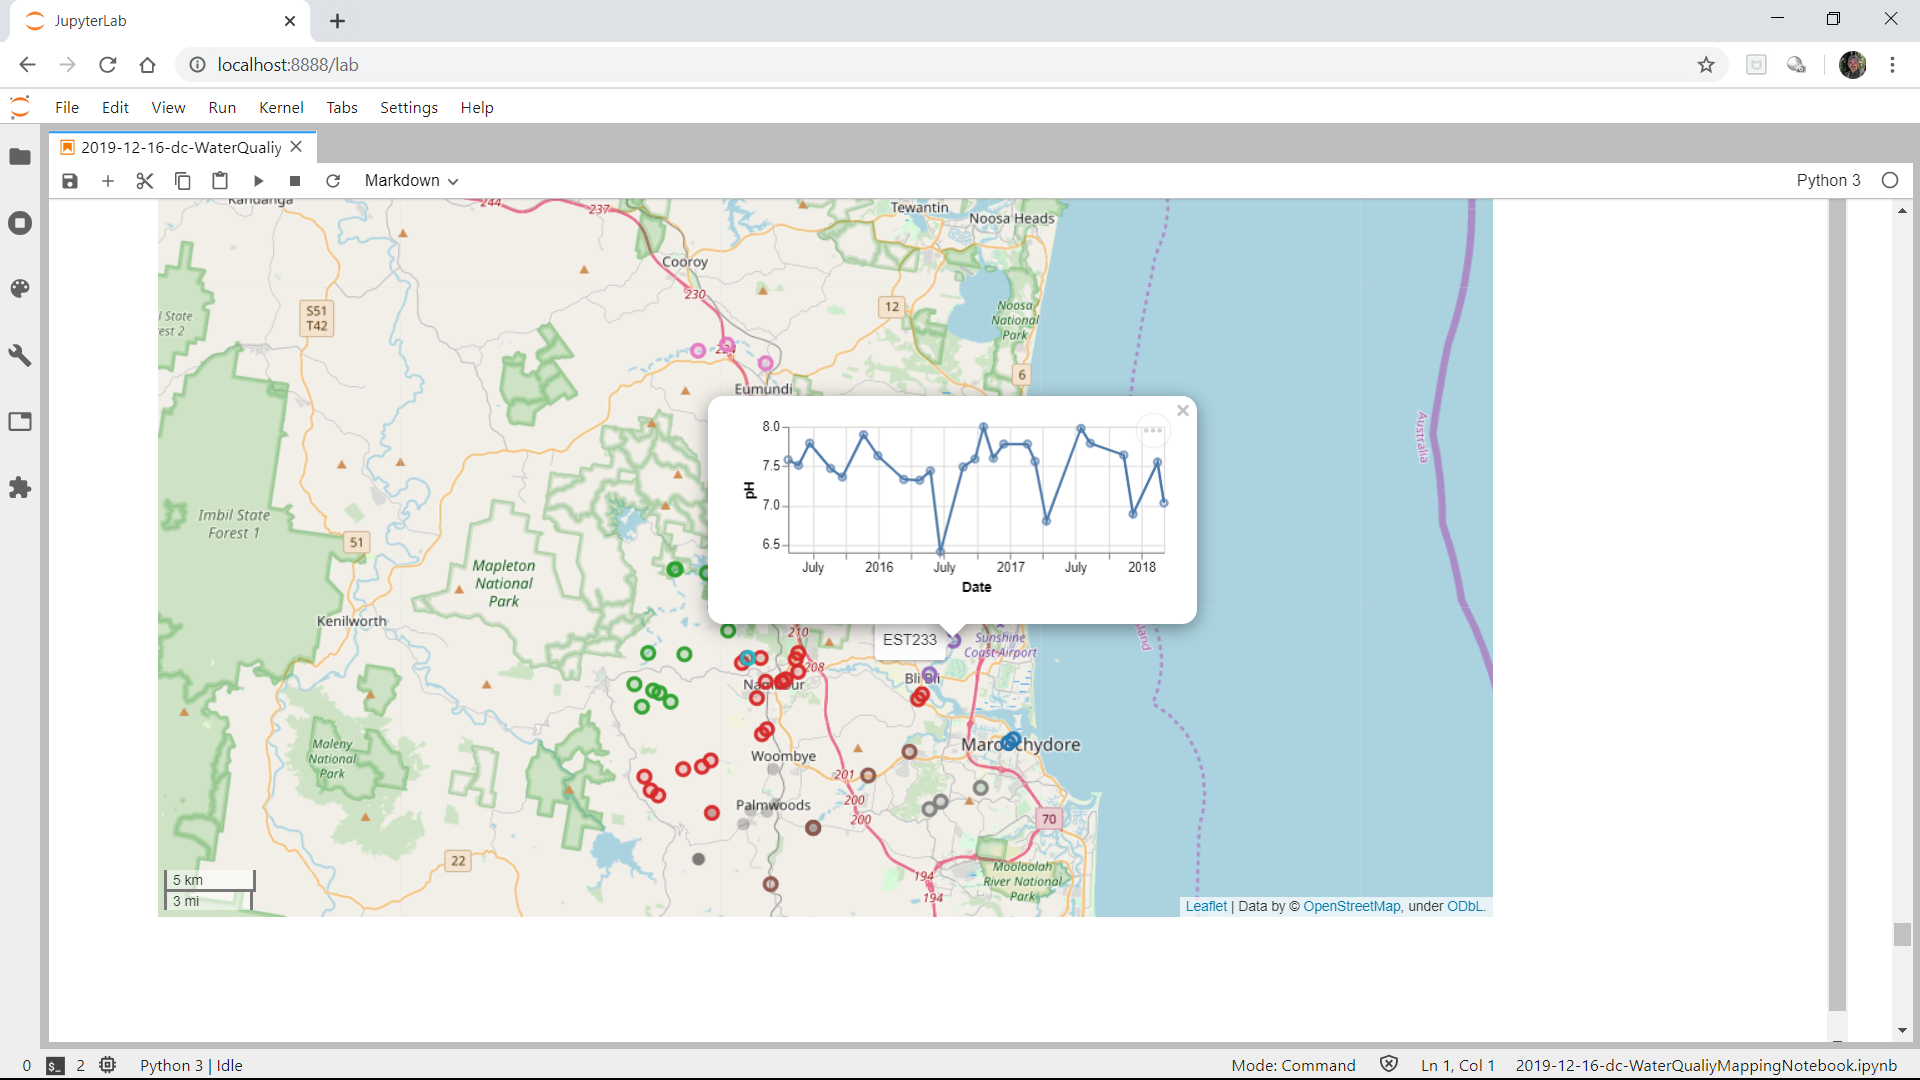 JupyterLab
localhost:8888/lab
File Edit View Run Kernel Tabs Settings Help
2019-12-16-dc-WaterQualiy
Markdown
Python 3
Kandanga
244
237
Tewantin
Noosa Heads
Cooroy
230
S51
T42
12
Noosa
National
Park
l State
est 2
224
6
Eumundi
Australia
8.0
7.5
7.0
6.5
pH
July 2016 July 2017 July 2018
Date
Imbil State
Forest 1
51
Mapleton
National
Park
Kenilworth
210
EST233
Sunshine
Coast Airport
land
208
Nambour
Bli Bli
Maroochydore
Maleny
National
Park
Woombye
201
Palmwoods
200
200
70
22
Mooloolah
River National
Park
194
194
5 km
3 mi
Leaflet | Data by © OpenStreetMap, under ODbL.
0
$_
2
Python 3 | Idle
Mode: Command
Ln 1, Col 1
2019-12-16-dc-WaterQualiyMappingNotebook.ipynb